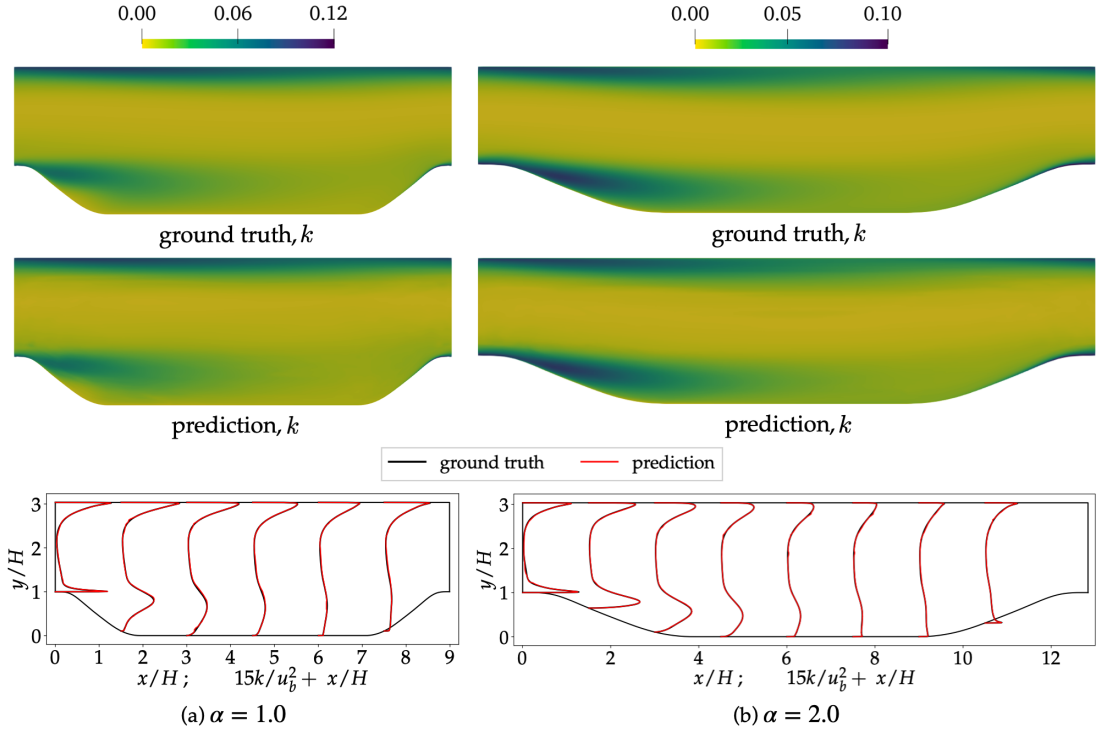 0.00 0.06 0.12
0.00 0.05 0.10
ground truth, k
ground truth, k
prediction, k
prediction, k
ground truth prediction
3
2
1
0
y/H
0 1 2 3 4 5 6 7 8 9
x/H ; 15k/u_b^2 + x/H
(a) α = 1.0
3
2
1
0
y/H
0 2 4 6 8 10 12
x/H ; 15k/u_b^2 + x/H
(b) α = 2.0